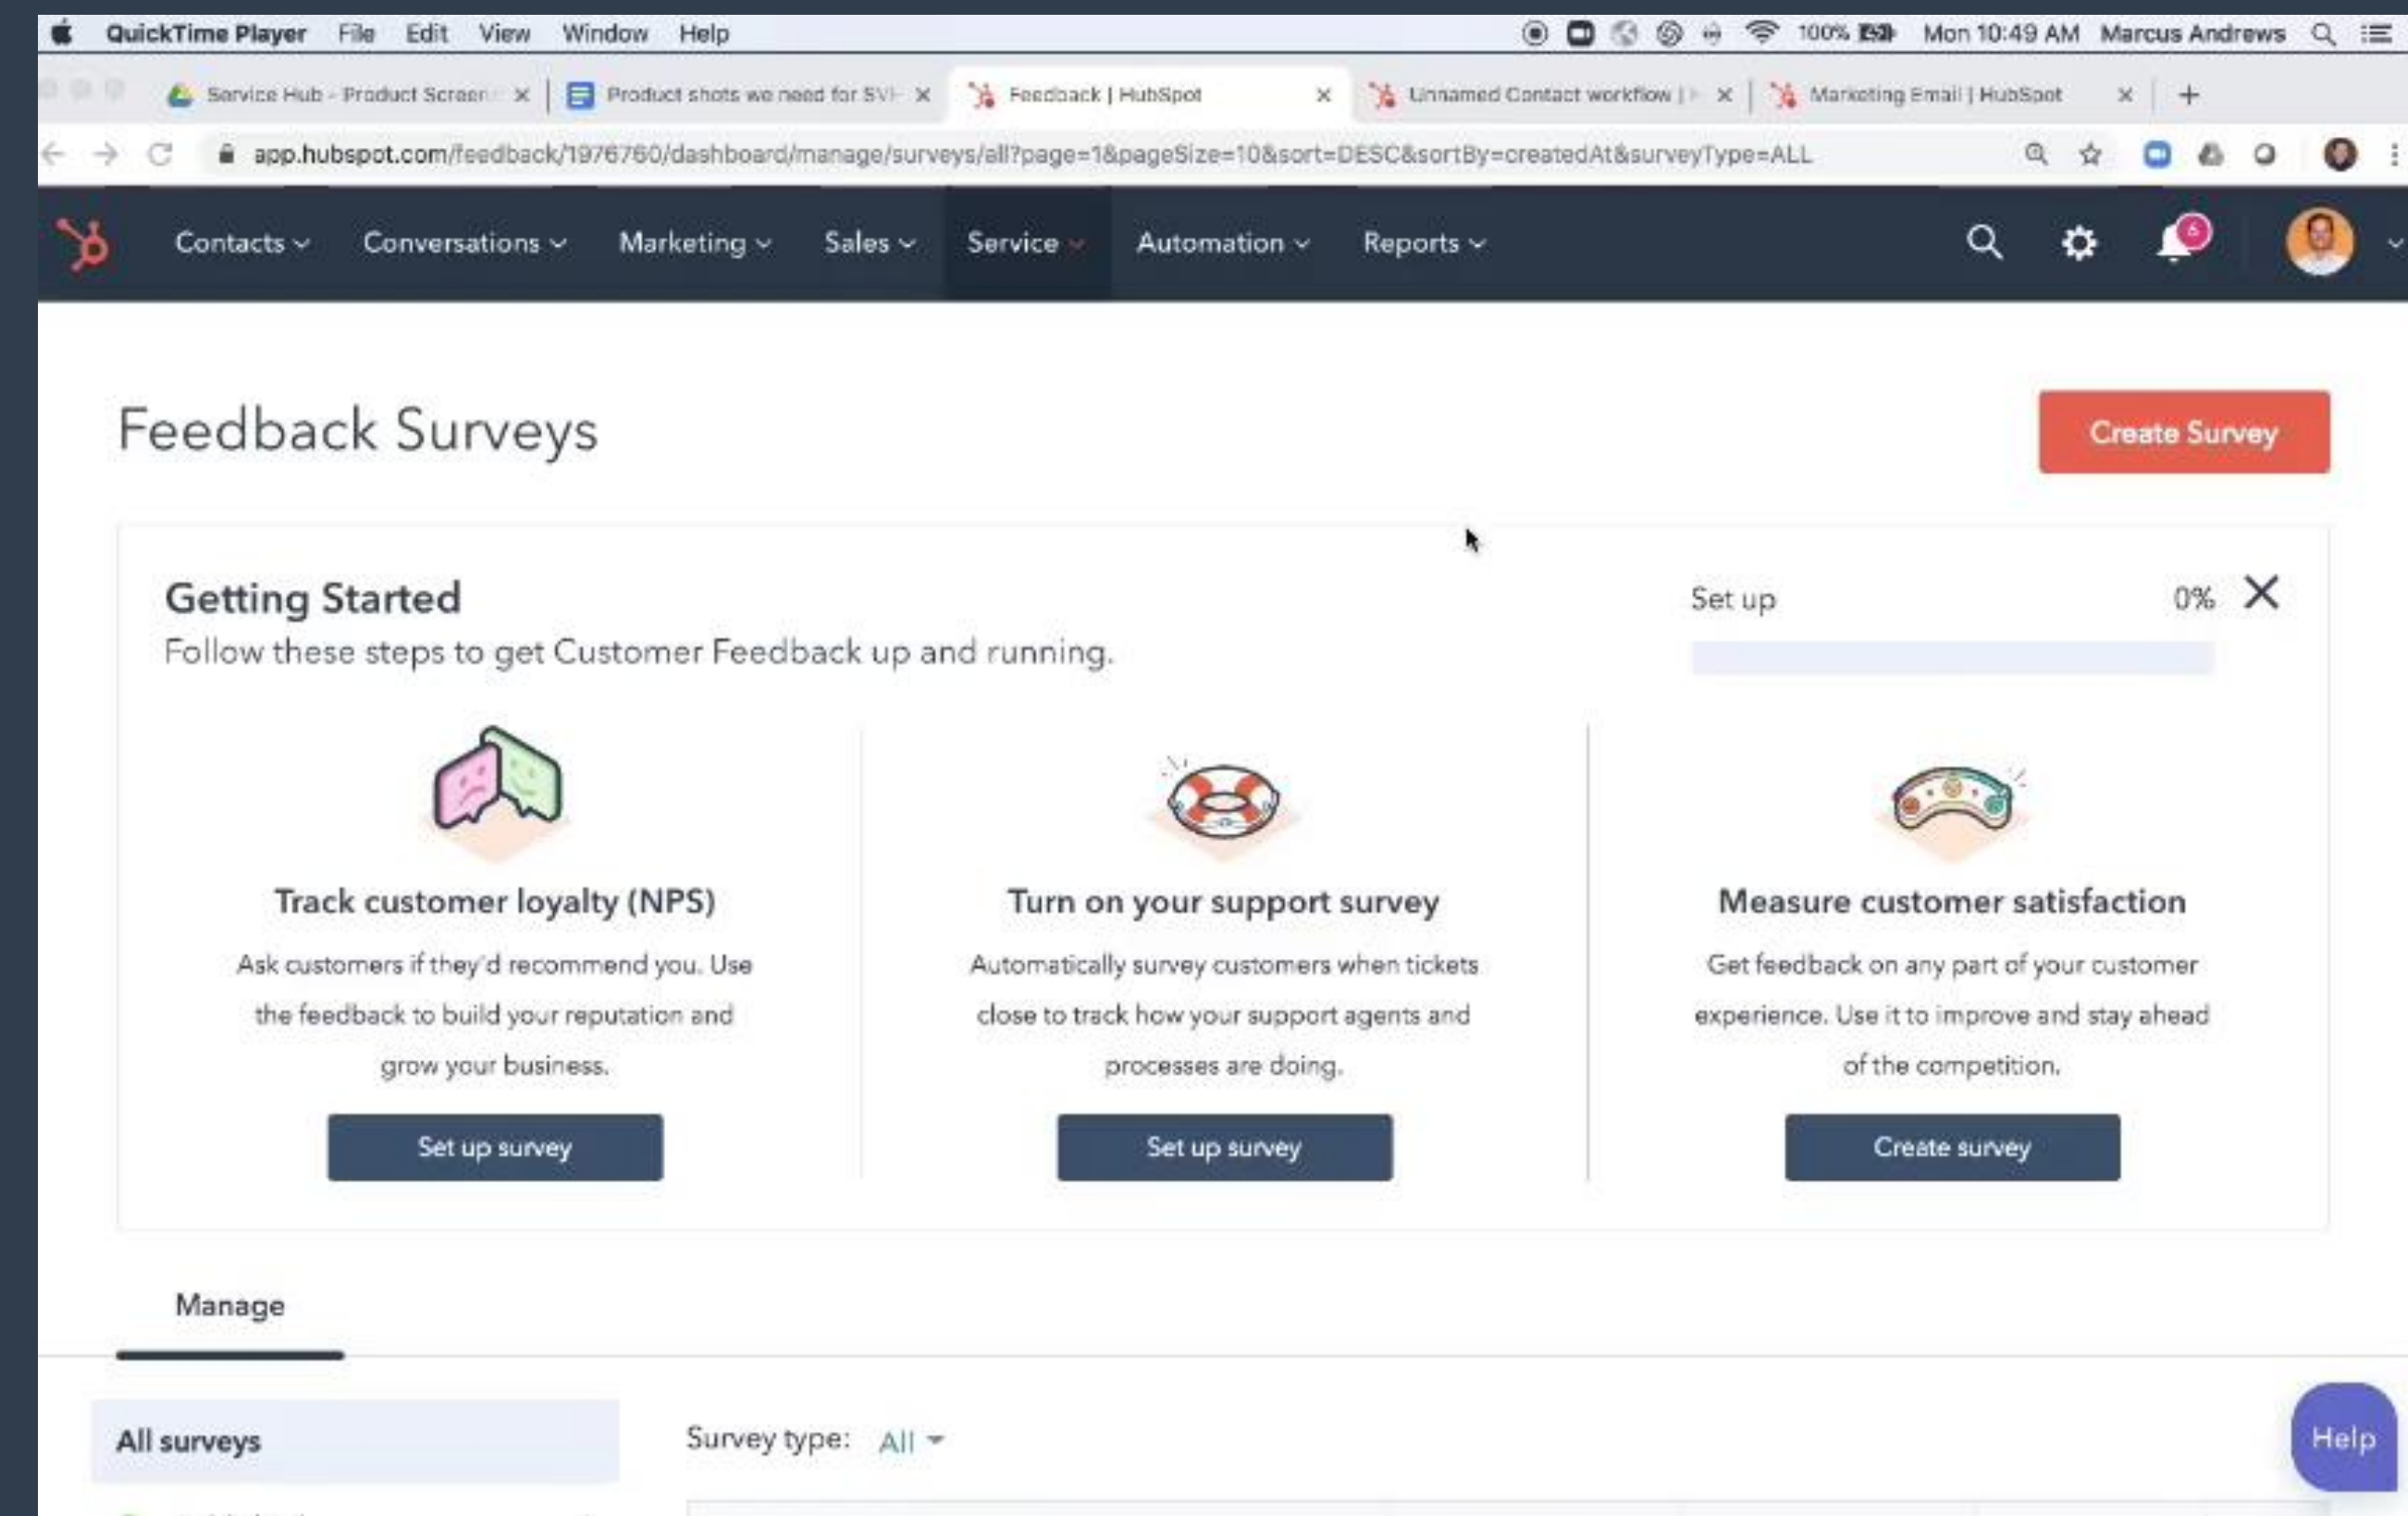 QuickTime Player File Edit View Window Help 100% Mon 10:49 AM Marcus Andrews
Service Hub - Product Screen Product shots we need for SVH Feedback | HubSpot Unnamed Contact workflow | Marketing Email | HubSpot
app.hubspot.com/feedback/1976760/dashboard/manage/surveys/all?page=1&pageSize=10&sort=DESC&sortBy=createdAt&surveyType=ALL
Contacts Conversations Marketing Sales Service Automation Reports 6
Feedback Surveys
Create Survey
Getting Started
Set up 0%
Follow these steps to get Customer Feedback up and running.
Track customer loyalty (NPS)
Ask customers if they'd recommend you. Use
the feedback to build your reputation and
grow your business.
Set up survey
Turn on your support survey
Automatically survey customers when tickets
close to track how your support agents and
processes are doing.
Set up survey
Measure customer satisfaction
Get feedback on any part of your customer
experience. Use it to improve and stay ahead
of the competition.
Create survey
Manage
All surveys
Survey type: All
Help